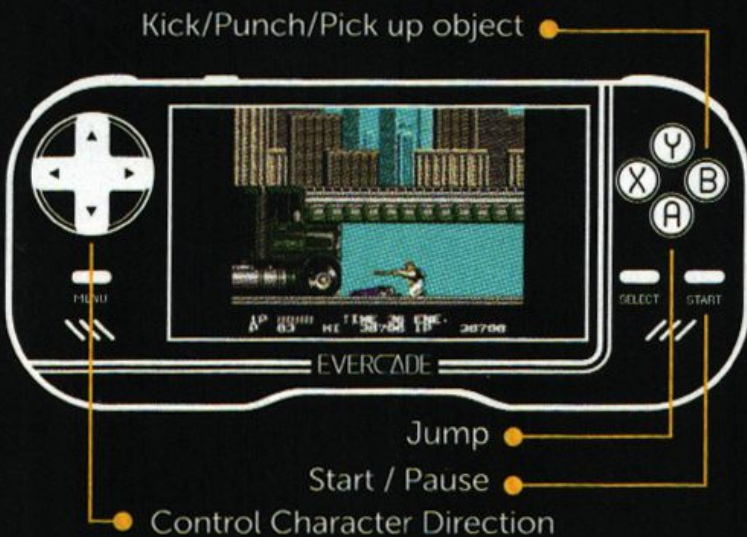 Kick/Punch/Pick up object
Y
X B
A
MENU
SELECT START
EVERCADE
Jump
Start / Pause
Control Character Direction